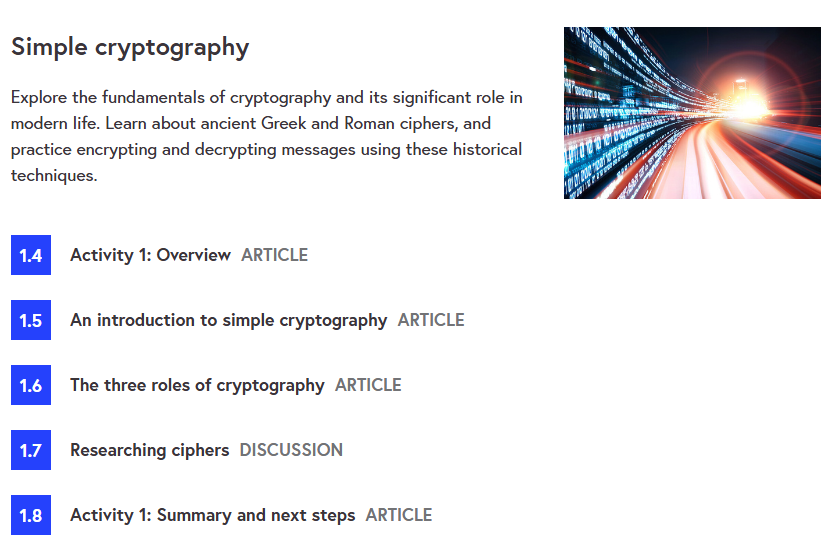 Simple cryptography
Explore the fundamentals of cryptography and its significant role in
modern life. Learn about ancient Greek and Roman ciphers, and
practice encrypting and decrypting messages using these historical
techniques.
1.4 Activity 1: Overview ARTICLE
1.5 An introduction to simple cryptography ARTICLE
1.6 The three roles of cryptography ARTICLE
1.7 Researching ciphers DISCUSSION
1.8 Activity 1: Summary and next steps ARTICLE